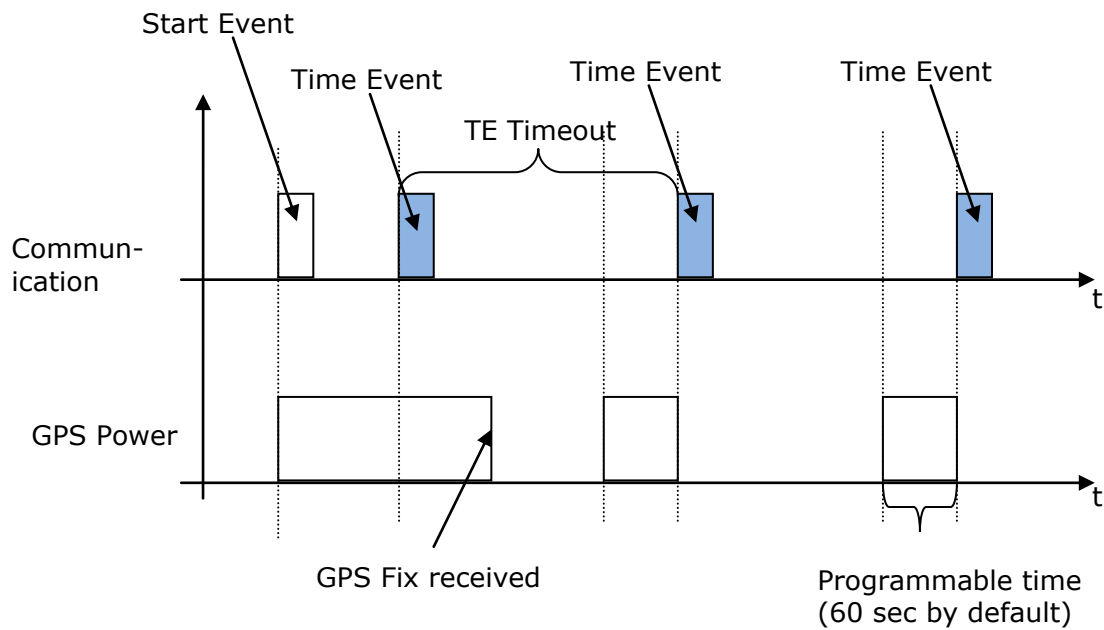 Start Event
Time Event
Time Event
Time Event
TE Timeout
Commun-
ication
t
GPS Power
t
GPS Fix received
Programmable time
(60 sec by default)